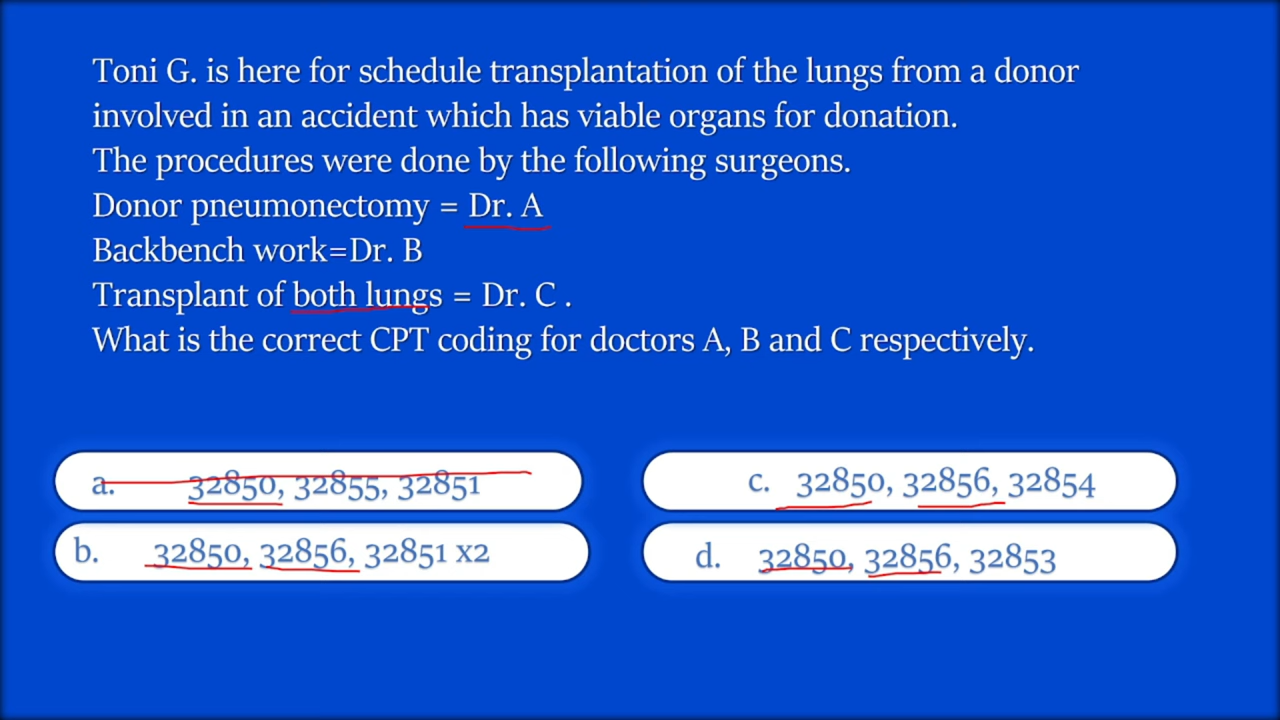 Toni G. is here for schedule transplantation of the lungs from a donor
involved in an accident which has viable organs for donation.
The procedures were done by the following surgeons.
Donor pneumonectomy = Dr. A
Backbench work=Dr. B
Transplant of both lungs = Dr. C .
What is the correct CPT coding for doctors A, B and C respectively.
a. 32850, 32855, 32851
b. 32850, 32856, 32851 x2
c. 32850, 32856, 32854
d. 32850, 32856, 32853